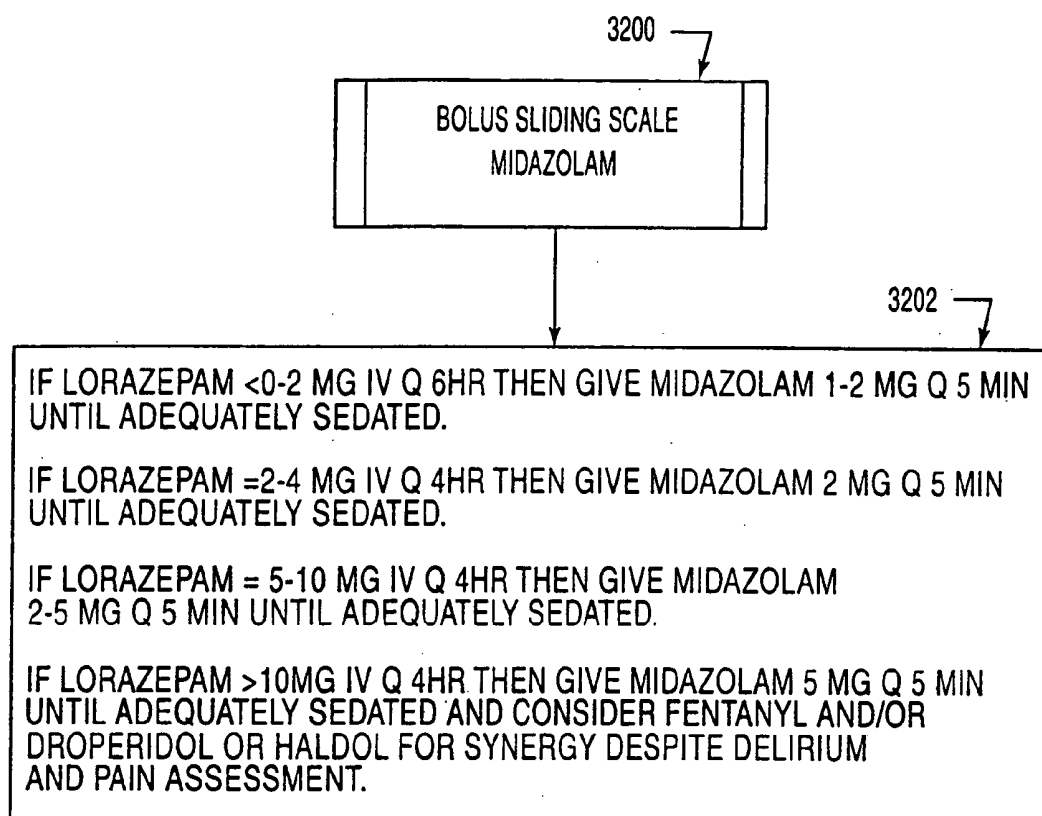 3200
BOLUS SLIDING SCALE
MIDAZOLAM
3202
IF LORAZEPAM <0-2 MG IV Q 6HR THEN GIVE MIDAZOLAM 1-2 MG Q 5 MIN
UNTIL ADEQUATELY SEDATED.
IF LORAZEPAM =2-4 MG IV Q 4HR THEN GIVE MIDAZOLAM 2 MG Q 5 MIN
UNTIL ADEQUATELY SEDATED.
IF LORAZEPAM = 5-10 MG IV Q 4HR THEN GIVE MIDAZOLAM
2-5 MG Q 5 MIN UNTIL ADEQUATELY SEDATED.
IF LORAZEPAM >10MG IV Q 4HR THEN GIVE MIDAZOLAM 5 MG Q 5 MIN
UNTIL ADEQUATELY SEDATED AND CONSIDER FENTANYL AND/OR
DROPERIDOL OR HALDOL FOR SYNERGY DESPITE DELIRIUM
AND PAIN ASSESSMENT.